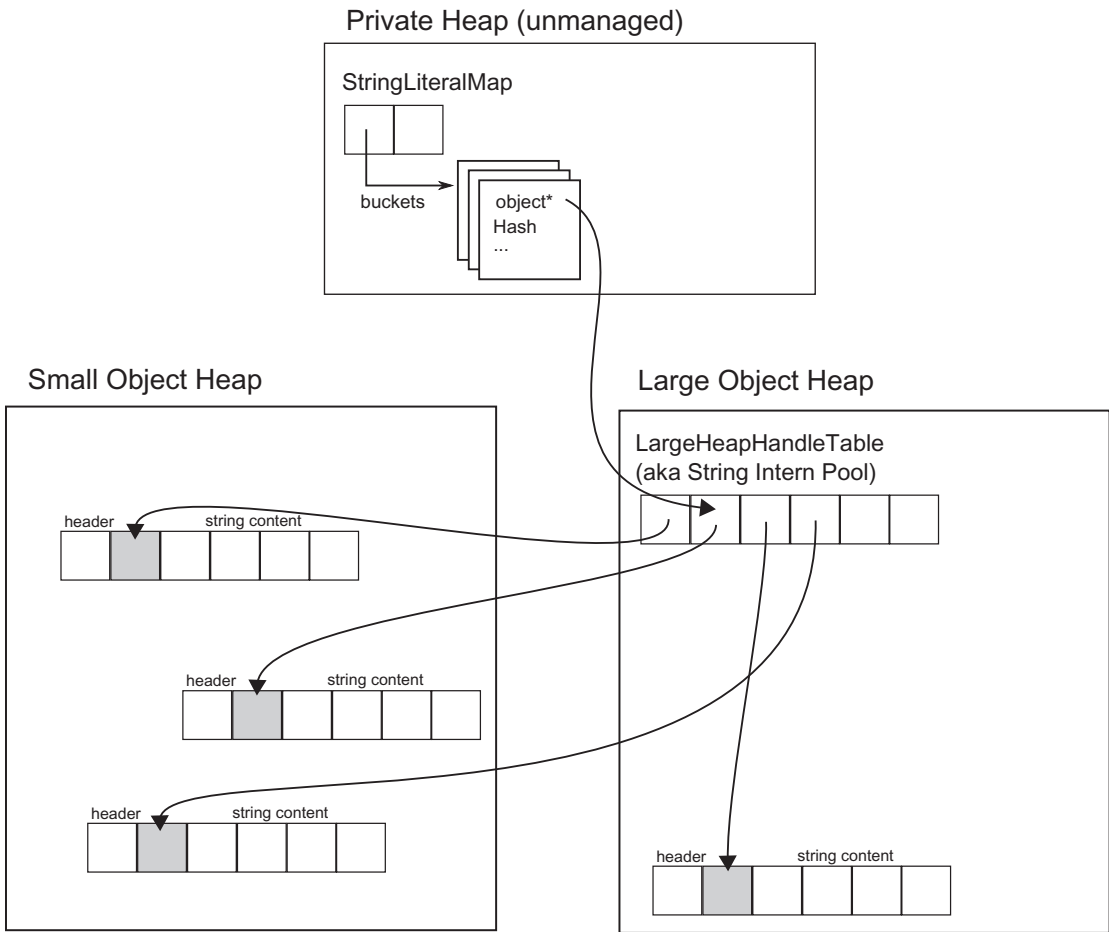 Private Heap (unmanaged)
StringLiteralMap
buckets
object*
Hash
...
Small Object Heap
header
string content
header
string content
header
string content
Large Object Heap
LargeHeapHandleTable
(aka String Intern Pool)
header
string content